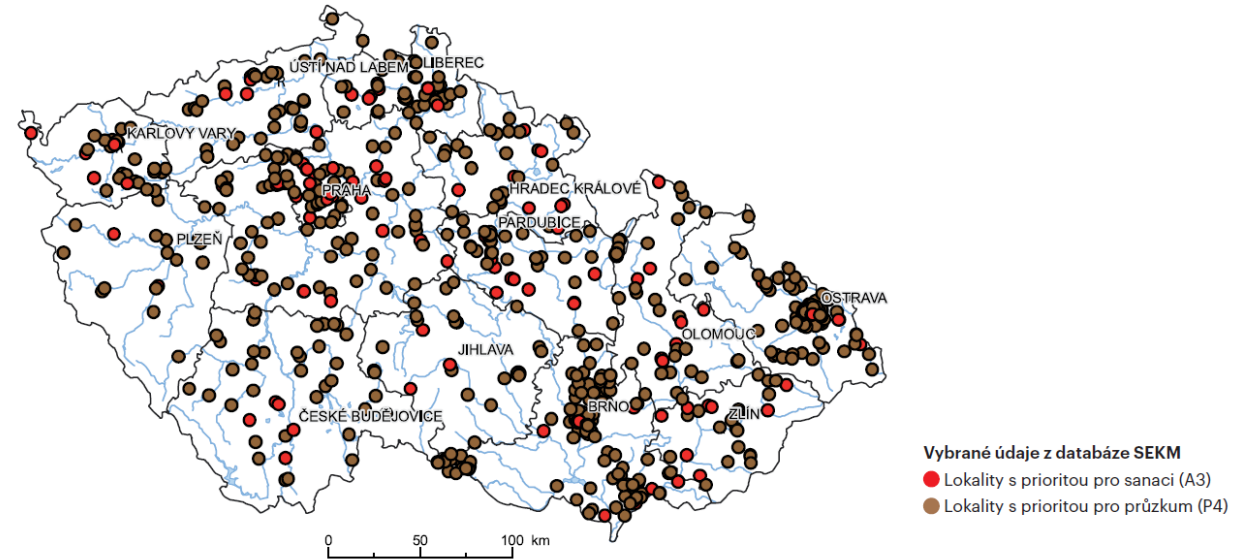 ÚSTÍ NAD LABEM
LIBEREC
KARLOVY VARY
PRAHA
HRADEC KRÁLOVÉ
PARDUBICE
PLZEŇ
OSTRAVA
OLOMOUC
JIHLAVA
BRNO
ZLÍN
ČESKÉ BUDĚJOVICE
Vybrané údaje z databáze SEKM
Lokality s prioritou pro sanaci (A3)
Lokality s prioritou pro průzkum (P4)
0 50 100 km